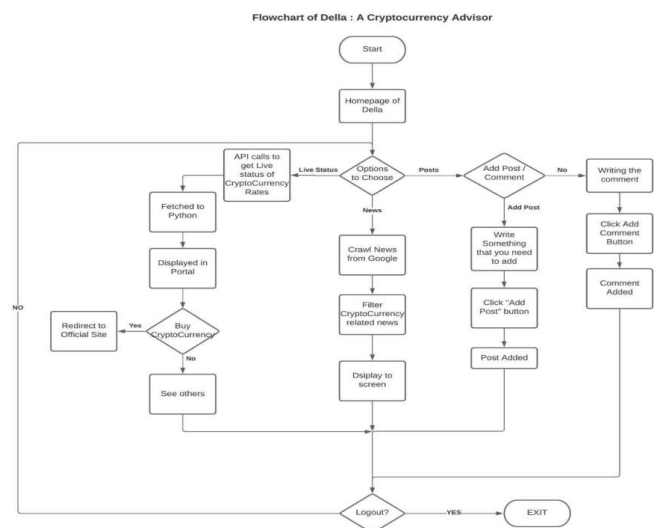 Flowchart of Della : A Cryptocurrency Advisor
Start
Homepage of
Della
API calls to
get Live
status of
CryptoCurrency
Rates
Live Status
Options
to Choose
Posts
Add Post /
Comment
No
Writing the
comment
News
Add Post
Fetched to
Python
Crawl News
from Google
Write
Something
that you need
to add
Click Add
Comment
Button
Displayed in
Portal
Comment
Added
NO
Filter
CryptoCurrency
related news
Click "Add
Post" button
Redirect to
Official Site
Yes
Buy
CryptoCurrency
No
See others
Dsiplay to
screen
Post Added
Logout?
YES
EXIT